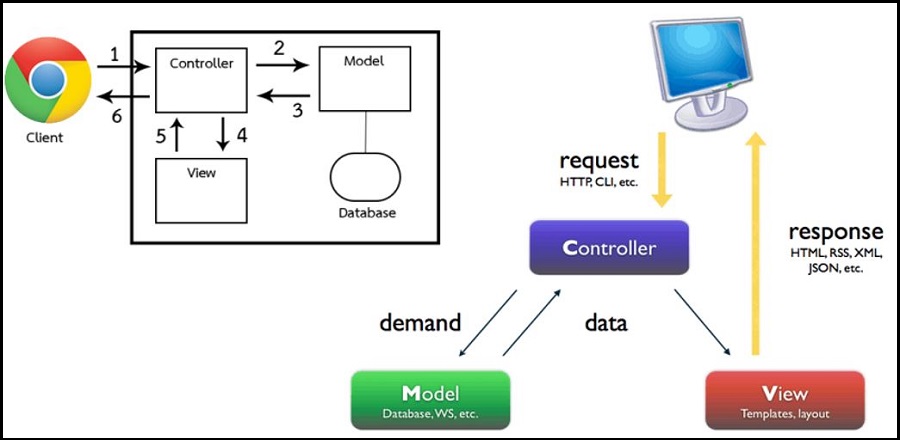 1
2
Controller
Model
6
3
Client
5
4
View
Database
request
HTTP, CLI, etc.
Controller
response
HTML, RSS, XML,
JSON, etc.
demand
data
Model
Database, WS, etc.
View
Templates, layout